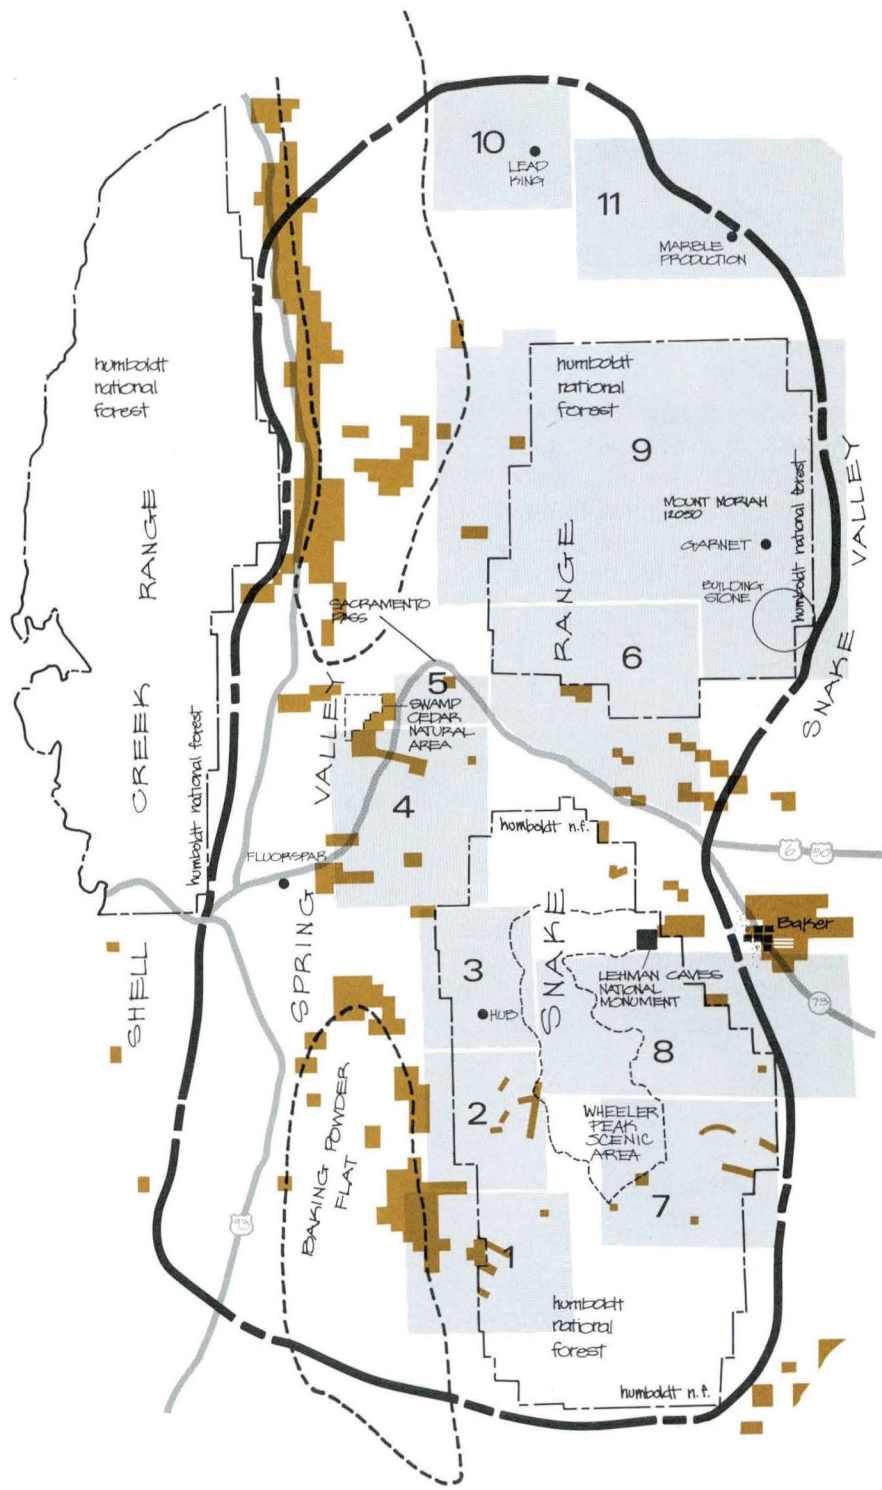 10
LEAD
KING
11
MARBLE
PRODUCTION
humboldt
national
forest
humboldt
national
forest
9
MOUNT MORIAH
12050
GARNET
BUILDING
STONE
humboldt national forest
SNAKE VALLEY
SHELL CREEK RANGE
SACRAMENTO
PASS
SNAKE RANGE
6
5
SWAMP
CEDAR
NATURAL
AREA
SPRING VALLEY
4
humboldt national forest
humboldt n.f.
FLUORSPAR
6
50
Baker
3
HUB
LEHMAN CAVES
NATIONAL
MONUMENT
73
8
2
WHEELER
PEAK
SCENIC
AREA
BAKING POWDER
FLAT
7
93
1
humboldt
national
forest
humboldt n.f.